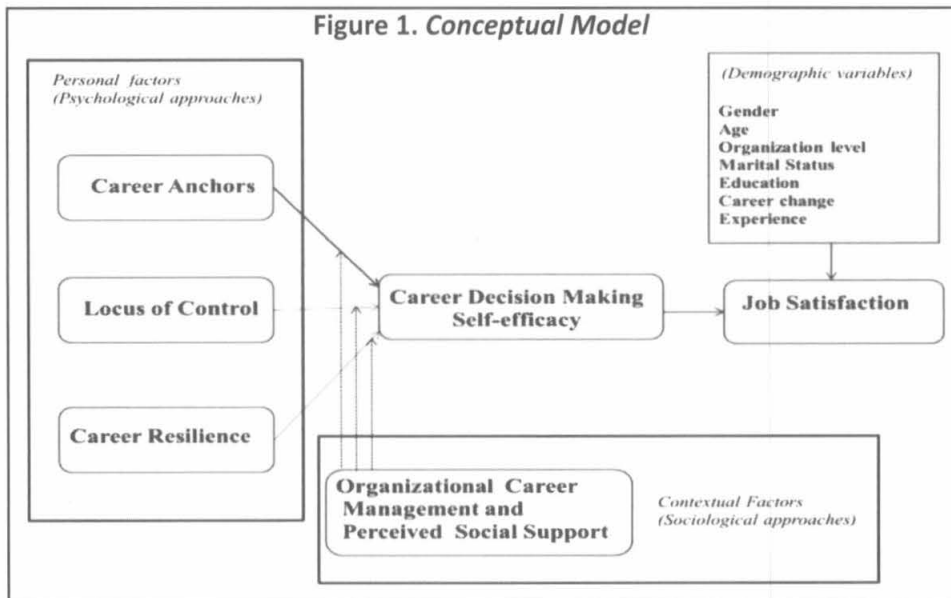 Figure 1. Conceptual Model
Personal factors
(Psychological approaches)
Career Anchors
Locus of Control
Career Resilience
Career Decision Making
Self-efficacy
(Demographic variables)
Gender
Age
Organization level
Marital Status
Education
Career change
Experience
Job Satisfaction
Organizational Career
Management and
Perceived Social Support
Contextual Factors
(Sociological approaches)